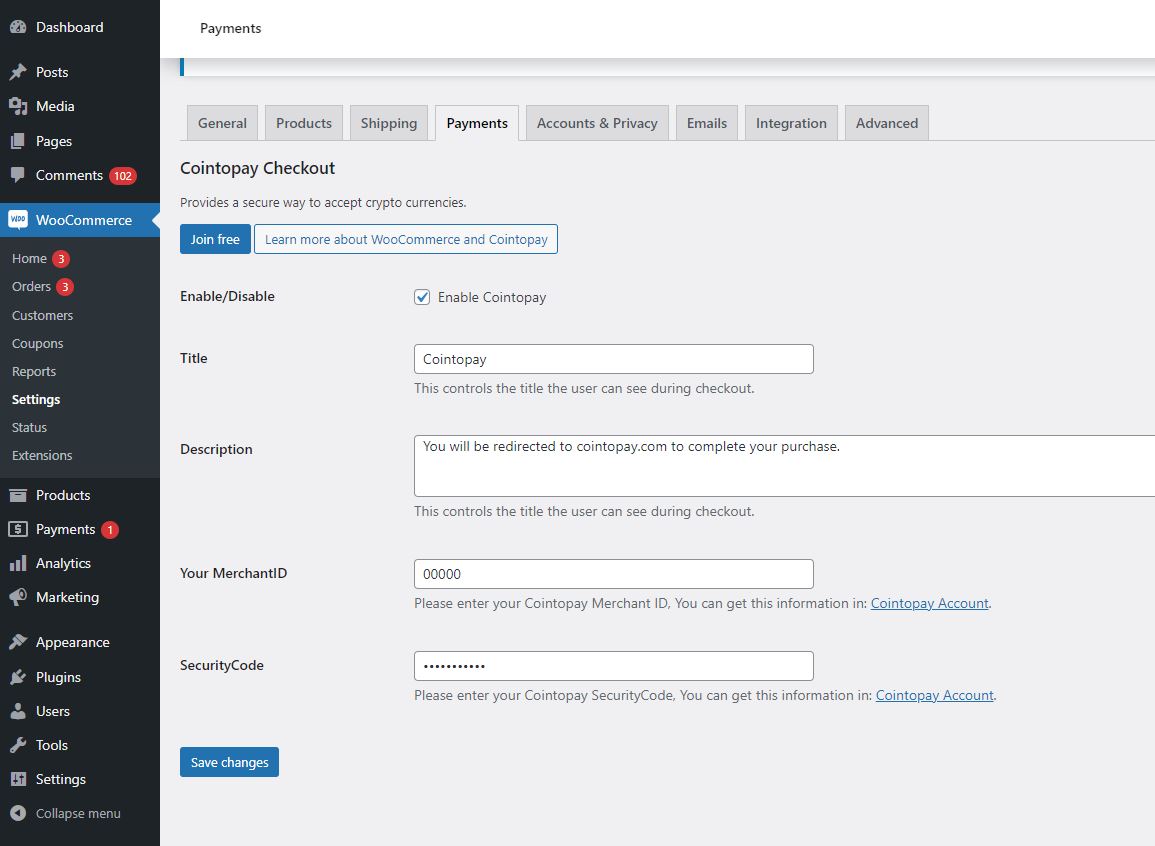 Dashboard
Posts
Media
Pages
Comments 102
WOO WooCommerce
Home 3
Orders 3
Customers
Coupons
Reports
Settings
Status
Extensions
Products
Payments 1
Analytics
Marketing
Appearance
Plugins
Users
Tools
Settings
Collapse menu
Payments
General Products Shipping Payments Accounts & Privacy Emails Integration Advanced
Cointopay Checkout
Provides a secure way to accept crypto currencies.
Join free Learn more about WooCommerce and Cointopay
Enable/Disable Enable Cointopay
Title Cointopay
This controls the title the user can see during checkout.
Description You will be redirected to cointopay.com to complete your purchase.
This controls the title the user can see during checkout.
Your MerchantID 00000
Please enter your Cointopay Merchant ID, You can get this information in: Cointopay Account.
SecurityCode •••••••••••
Please enter your Cointopay SecurityCode, You can get this information in: Cointopay Account.
Save changes